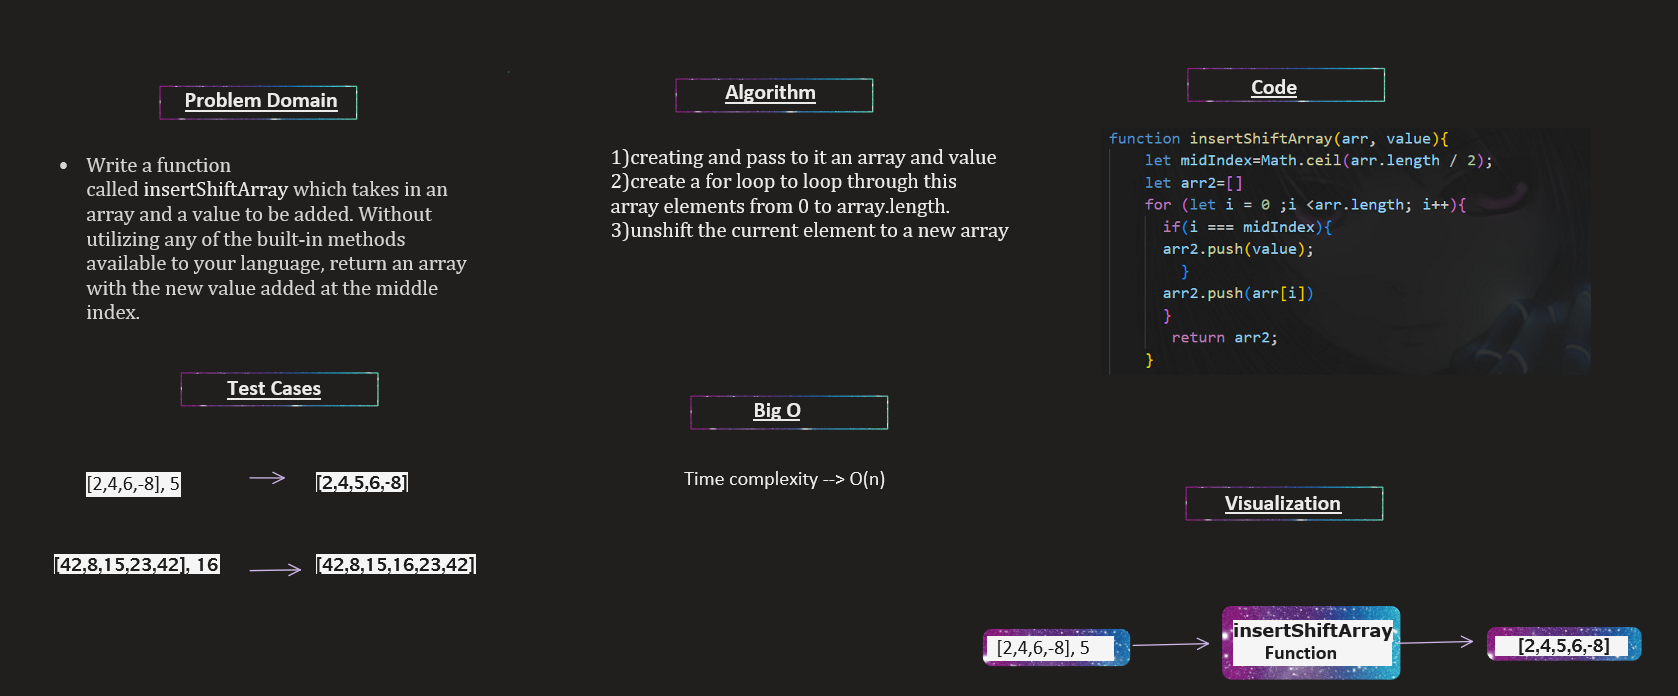 Problem Domain
• Write a function
called insertShiftArray which takes in an
array and a value to be added. Without
utilizing any of the built-in methods
available to your language, return an array
with the new value added at the middle
index.
Test Cases
[2,4,6,-8], 5
[2,4,5,6,-8]
[42,8,15,23,42], 16
[42,8,15,16,23,42]
Algorithm
1)creating and pass to it an array and value
2)create a for loop to loop through this
array elements from 0 to array.length.
3)unshift the current element to a new array
Big O
Time complexity --> O(n)
Code
function insertShiftArray(arr, value){
let midIndex=Math.ceil(arr.length / 2);
let arr2=[]
for (let i = 0 ;i <arr.length; i++){
if(i === midIndex){
arr2.push(value);
}
arr2.push(arr[i])
}
return arr2;
}
Visualization
[2,4,6,-8], 5
insertShiftArray
Function
[2,4,5,6,-8]